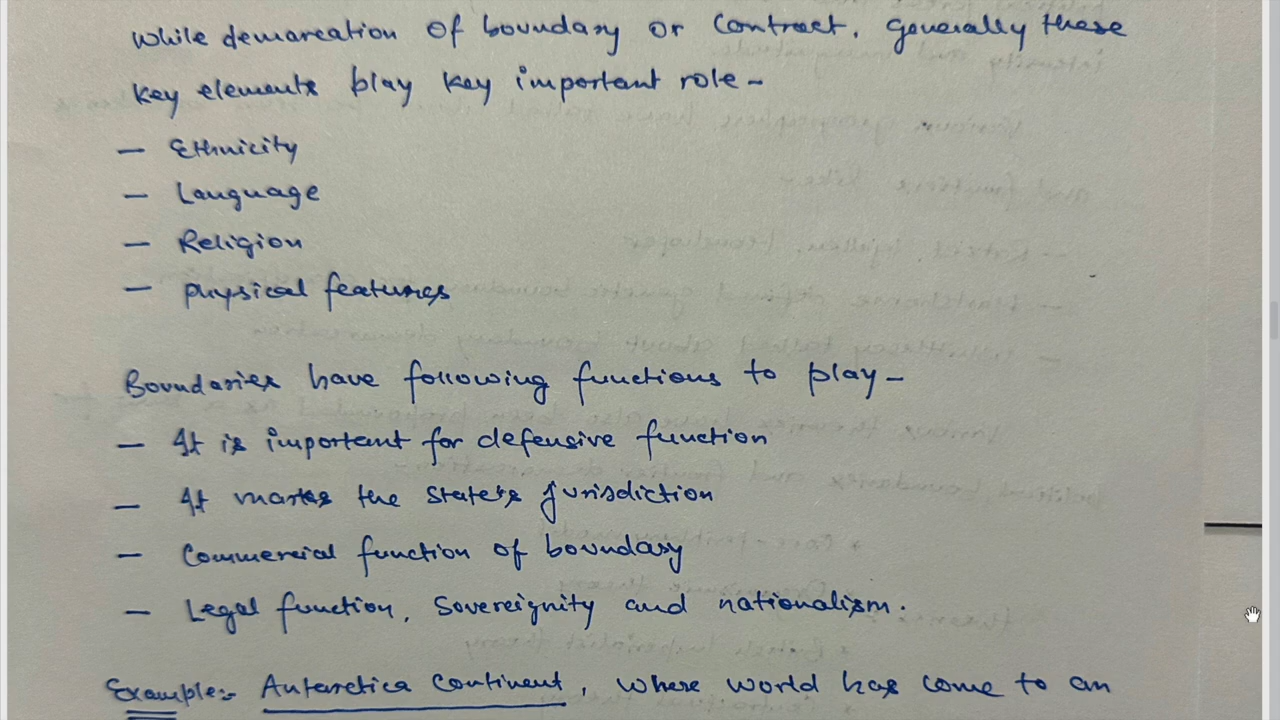 While demarcation of boundary or contract, generally these
key elements play key important role -
- Ethnicity
- Language
- Religion
- physical features
Boundaries have following functions to play -
- It is important for defensive function
- It marks the state's jurisdiction
- Commercial function of boundary
- Legal function, sovereignity and nationalism.
Example:- Antarctica Continent, where world has come to an